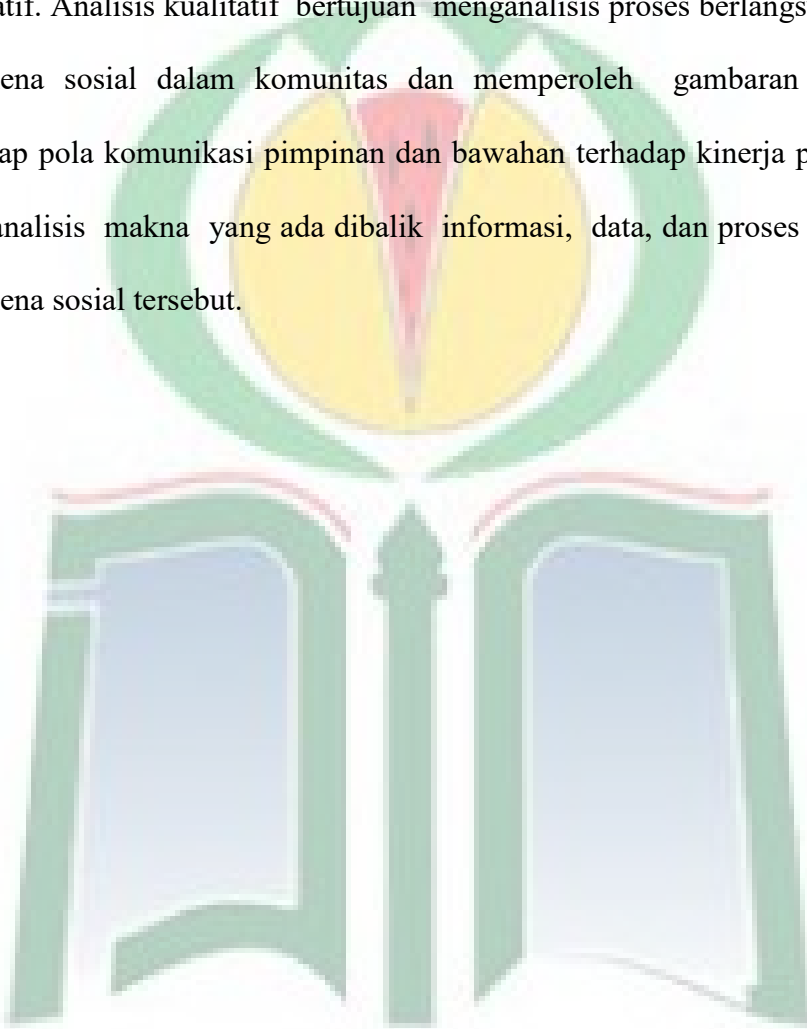 atif. Analisis kualitatif bertujuan menganalisis proses berlangs
ena sosial dalam komunitas dan memperoleh gambaran
ap pola komunikasi pimpinan dan bawahan terhadap kinerja p
analisis makna yang ada dibalik informasi, data, dan proses
ena sosial tersebut.